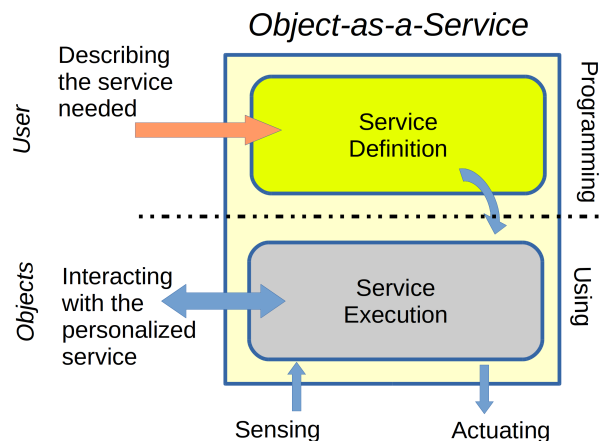 Object-as-a-Service
Describing
the service
needed
User
Programming
Service
Definition
Objects
Interacting
with the
personalized
service
Using
Service
Execution
Sensing
Actuating